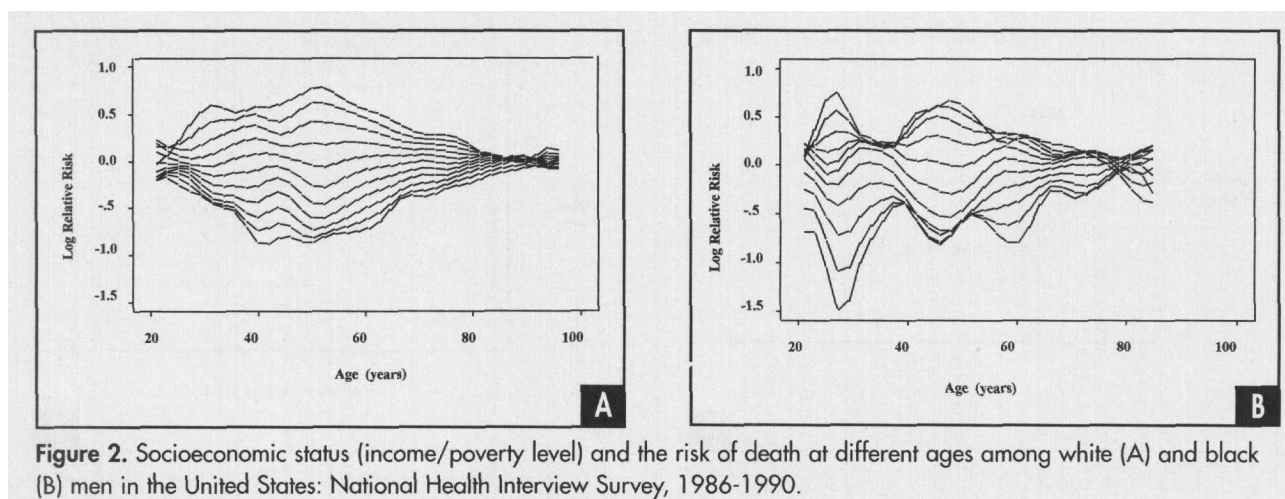 1.0
0.5
0.0
-.5
-1.0
-1.5
Log Relative Risk
20 40 60 80 100
Age (years)
A
1.0
0.5
0.0
-.5
-1.0
-1.5
Log Relative Risk
20 40 60 80 100
Age (years)
B
Figure 2. Socioeconomic status (income/poverty level) and the risk of death at different ages among white (A) and black
(B) men in the United States: National Health Interview Survey, 1986-1990.